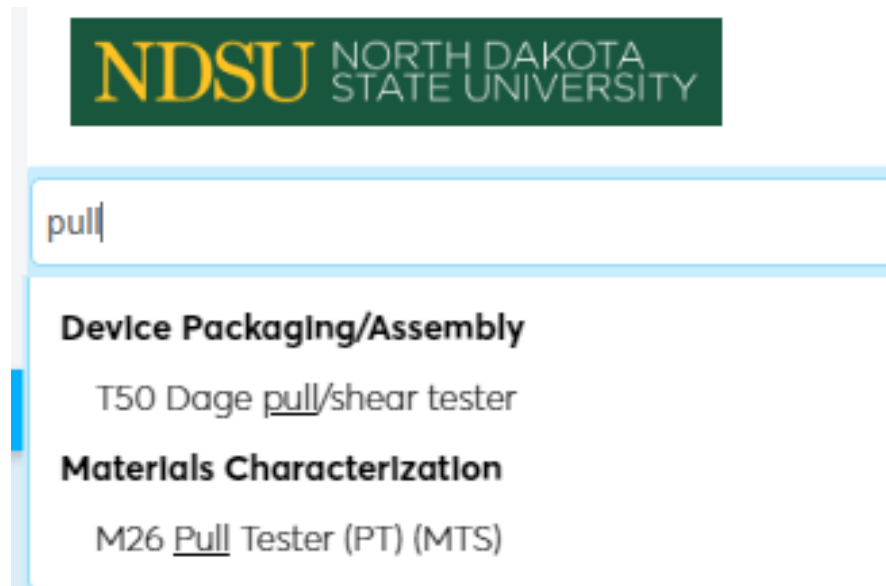 NDSU NORTH DAKOTA
STATE UNIVERSITY
pull
Device Packaging/Assembly
T50 Dage pull/shear tester
Materials Characterization
M26 Pull Tester (PT) (MTS)